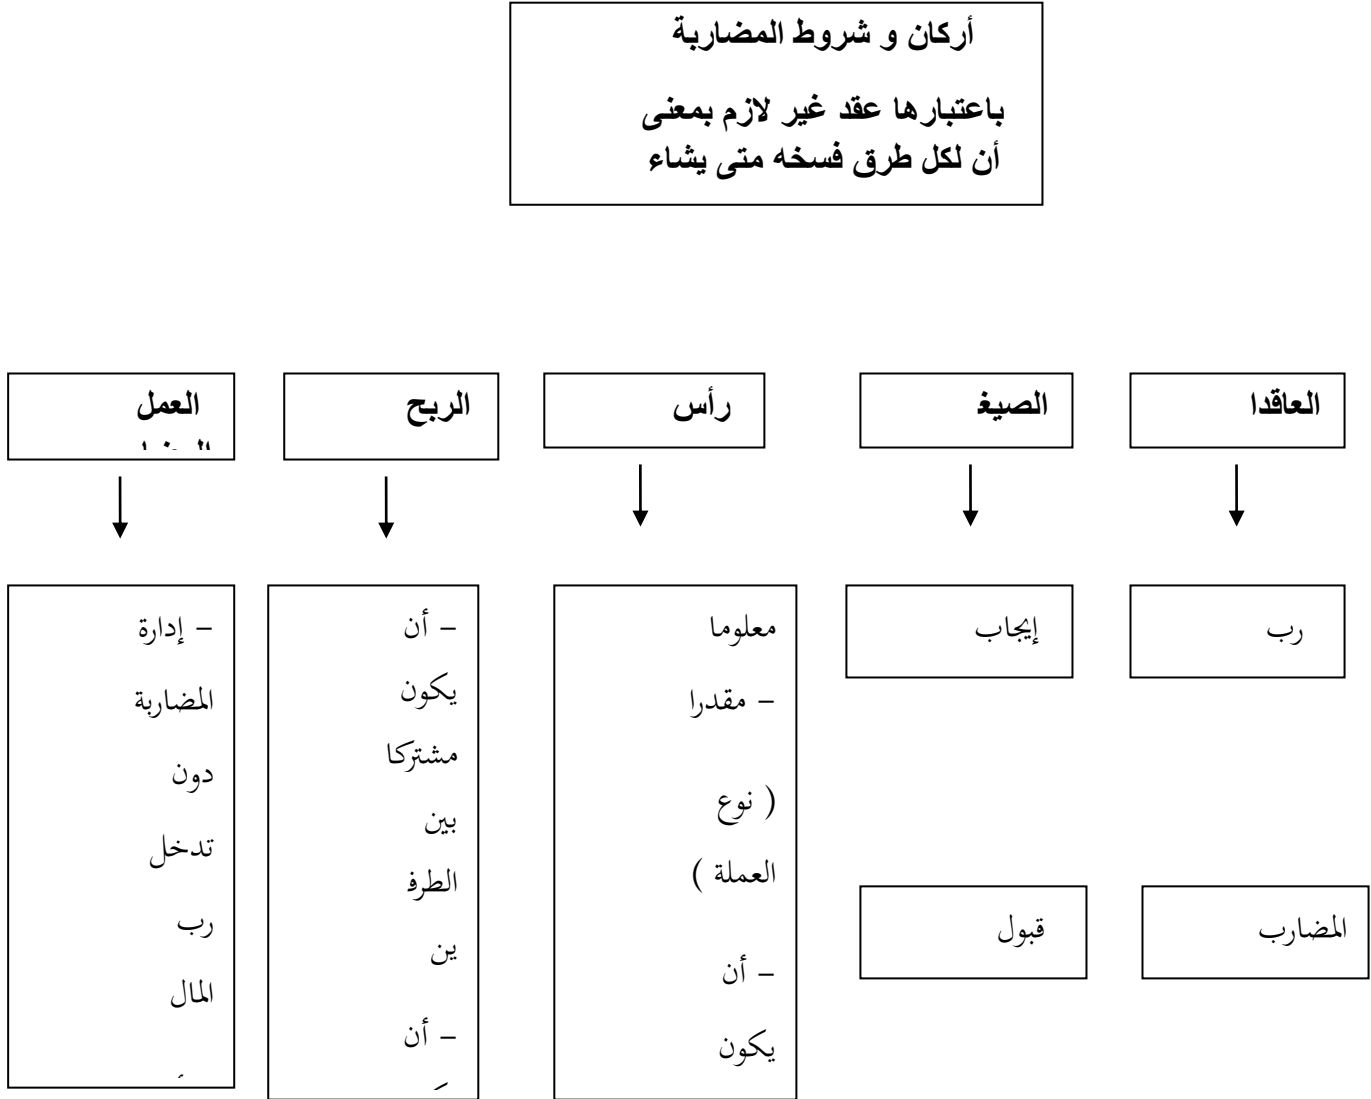 أركان و شروط المضاربة
باعتبارها عقد غير لازم بمعنى
أن لكل طرق فسخه متى يشاء
العاقدا
الصيغ
رأس
الربح
العمل
رب
المضارب
إيجاب
قبول
معلوما
– مقدرا
( نوع
العملة )
– أن
يكون
– أن
يكون
مشتركا
بين
الطرف
ين
– أن
– إدارة
المضاربة
دون
تدخل
رب
المال